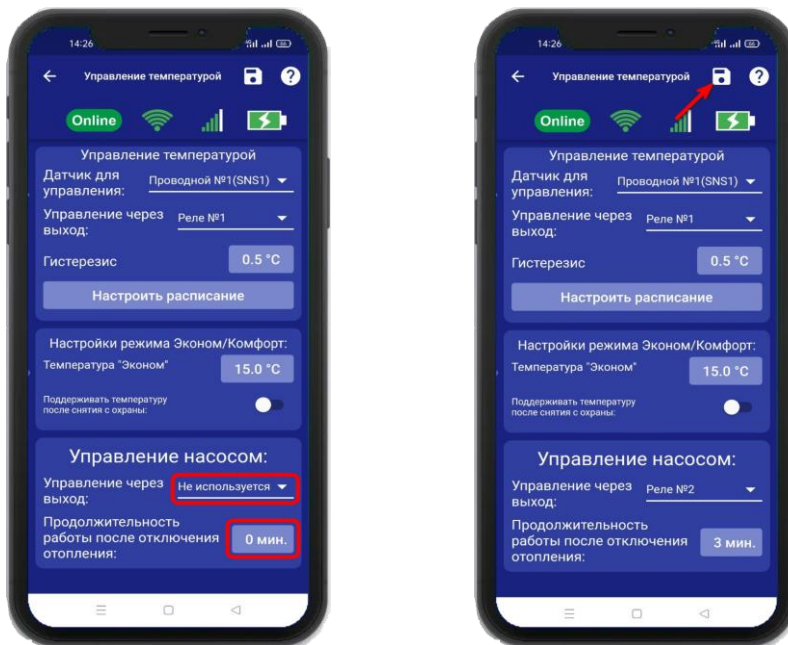 14:26
Управление температурой
Online
Управление температурой
Датчик для
управления:
Проводной №1(SNS1)
Управление через
выход:
Реле №1
Гистерезис
0.5 °C
Настроить расписание
Настройки режима Эконом/Комфорт:
Температура "Эконом"
15.0 °C
Поддерживать температуру
после снятия с охраны:
Управление насосом:
Управление через
выход:
Не используется
Продолжительность
работы после отключения
отопления:
0 мин.
14:26
Управление температурой
Online
Управление температурой
Датчик для
управления:
Проводной №1(SNS1)
Управление через
выход:
Реле №1
Гистерезис
0.5 °C
Настроить расписание
Настройки режима Эконом/Комфорт:
Температура "Эконом"
15.0 °C
Поддерживать температуру
после снятия с охраны:
Управление насосом:
Управление через
выход:
Реле №2
Продолжительность
работы после отключения
отопления:
3 мин.